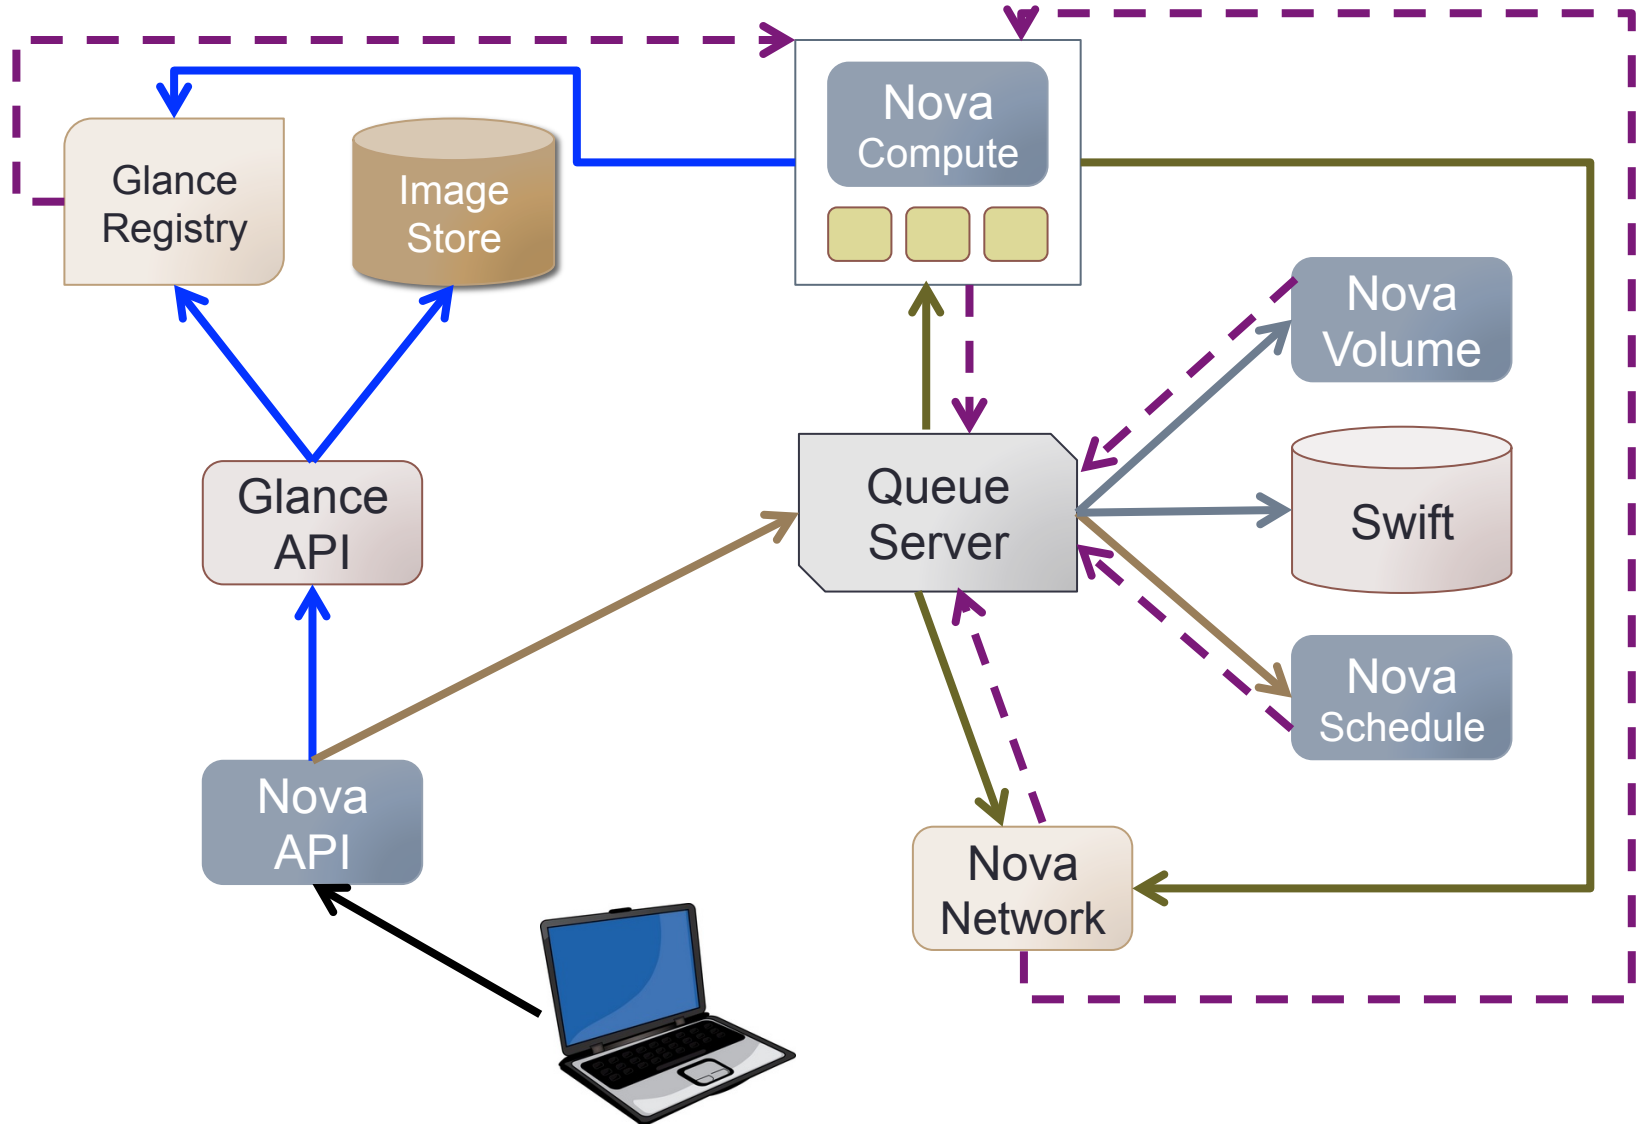 Nova
Compute
Glance
Registry
Image
Store
Nova
Volume
Queue
Server
Glance
API
Swift
Nova
Schedule
Nova
API
Nova
Network